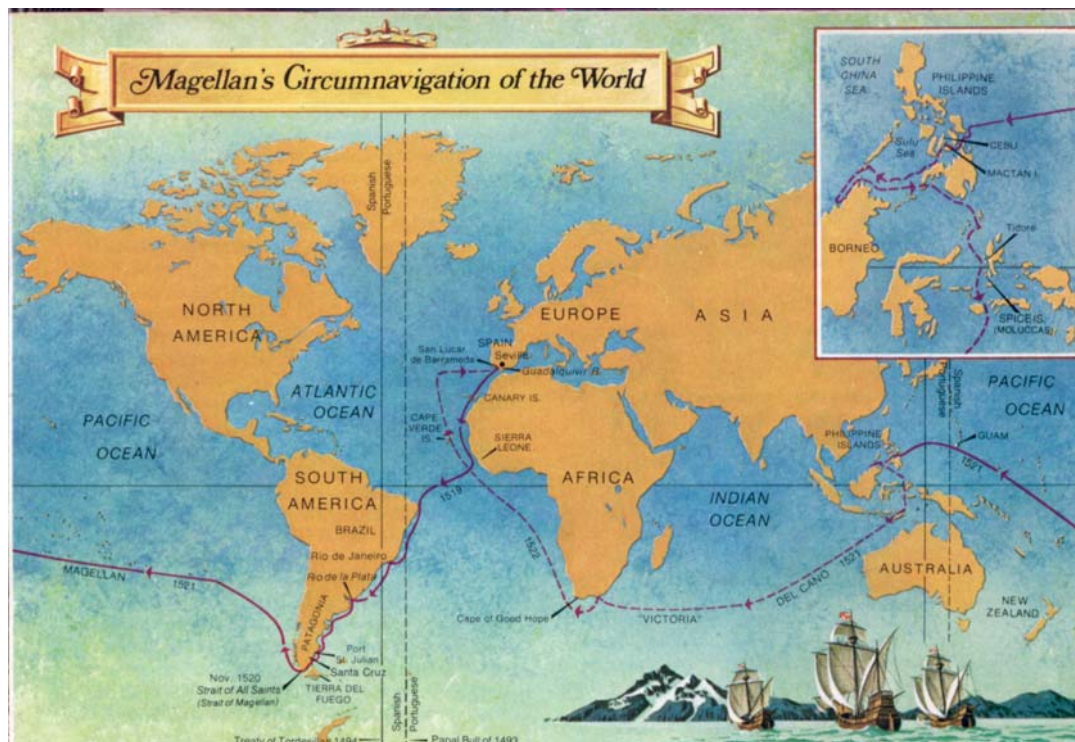 Magellan's Circumnavigation of the World
SOUTH
CHINA
SEA
PHILIPPINE
ISLANDS
Sulu
Sea
CEBU
MACTAN I.
BORNEO
Tidore
SPICE IS.
(MOLUCCAS)
Spanish
Portuguese
NORTH
AMERICA
EUROPE
ASIA
SPAIN
Seville
San Lucar
de Barrameda
Guadalquivir R.
ATLANTIC
OCEAN
CANARY IS.
PACIFIC
OCEAN
CAPE
VERDE
IS.
SIERRA
LEONE
Spanish
Portuguese
PACIFIC
OCEAN
PHILIPPINE
ISLANDS
GUAM
1521
SOUTH
AMERICA
AFRICA
1519
INDIAN
OCEAN
BRAZIL
Rio de Janeiro
Rio de la Plata
1522
1521
DEL CANO
AUSTRALIA
MAGELLAN
1521
PATAGONIA
Cape of Good Hope
"VICTORIA"
NEW
ZEALAND
Port
St. Julian
Santa Cruz
Nov. 1520
Strait of All Saints
(Strait of Magellan)
TIERRA DEL
FUEGO
Spanish
Portuguese
Treaty of Tordesillas 1494
Papal Bull of 1493